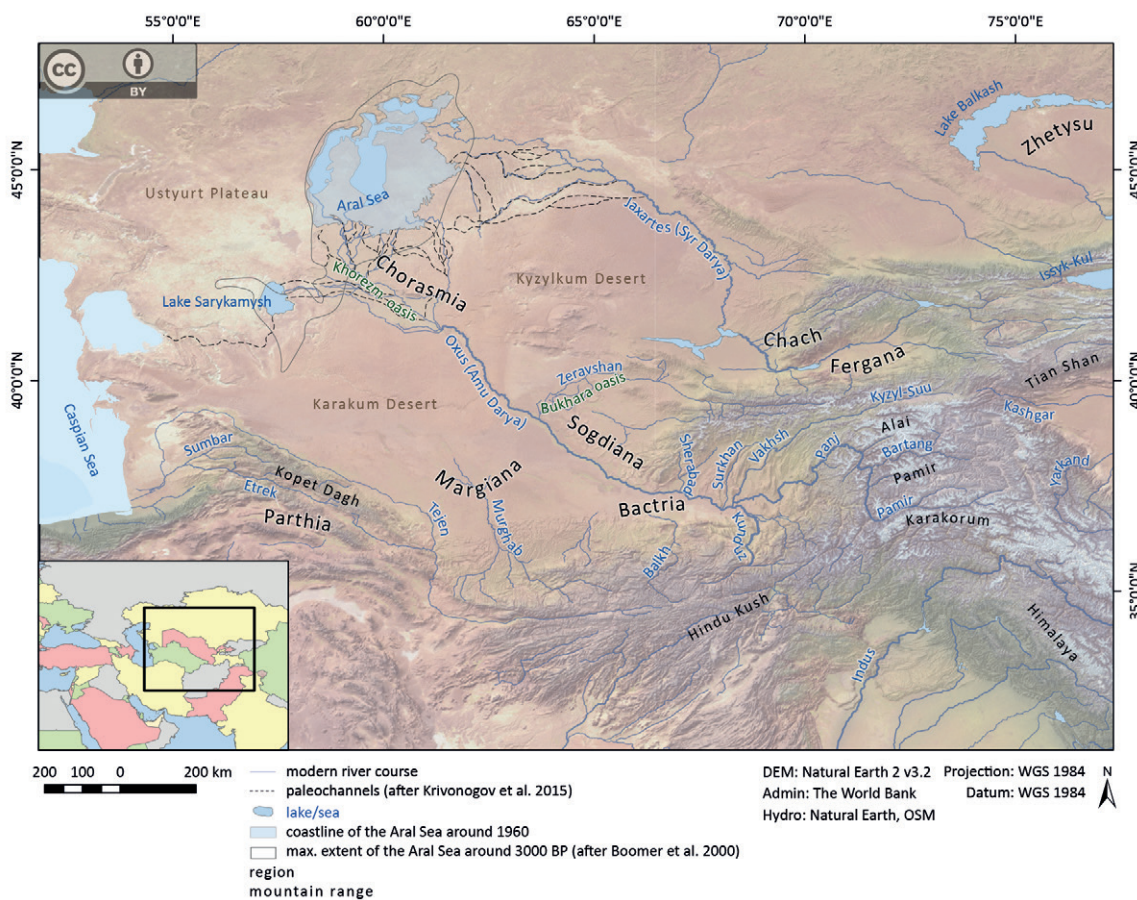 55°0'0"E
60°0'0"E
65°0'0"E
70°0'0"E
75°0'0"E
cc
BY
Lake Balkash
Zhetysu
45°0'0"N
45°0'0"N
Ustyurt Plateau
Aral Sea
Jaxartes (Syr Darya)
Chorasmia
Khorezm oasis
Kyzylkum Desert
Issyk-Kul
Lake Sarykamysh
Oxus (Amu Darya)
Chach
Fergana
Tian Shan
40°0'0"N
40°0'0"N
Zeravshan
Bukhara oasis
Kyzyl-Suu
Kashgar
Karakum Desert
Caspian Sea
Sogdiana
Alai
Sumbar
Sherabad
Surkhan
Vakhsh
Panj
Bartang
Yarkand
Kopet Dagh
Margiana
Pamir
Etrek
Bactria
Pamir
Parthia
Tejen
Murghab
Kunduz
Karakorum
Balkh
35°0'0"N
Hindu Kush
Himalaya
Indus
200 100 0 200 km
modern river course
paleochannels (after Krivonogov et al. 2015)
lake/sea
coastline of the Aral Sea around 1960
max. extent of the Aral Sea around 3000 BP (after Boomer et al. 2000)
region
mountain range
DEM: Natural Earth 2 v3.2
Admin: The World Bank
Hydro: Natural Earth, OSM
Projection: WGS 1984
Datum: WGS 1984
N